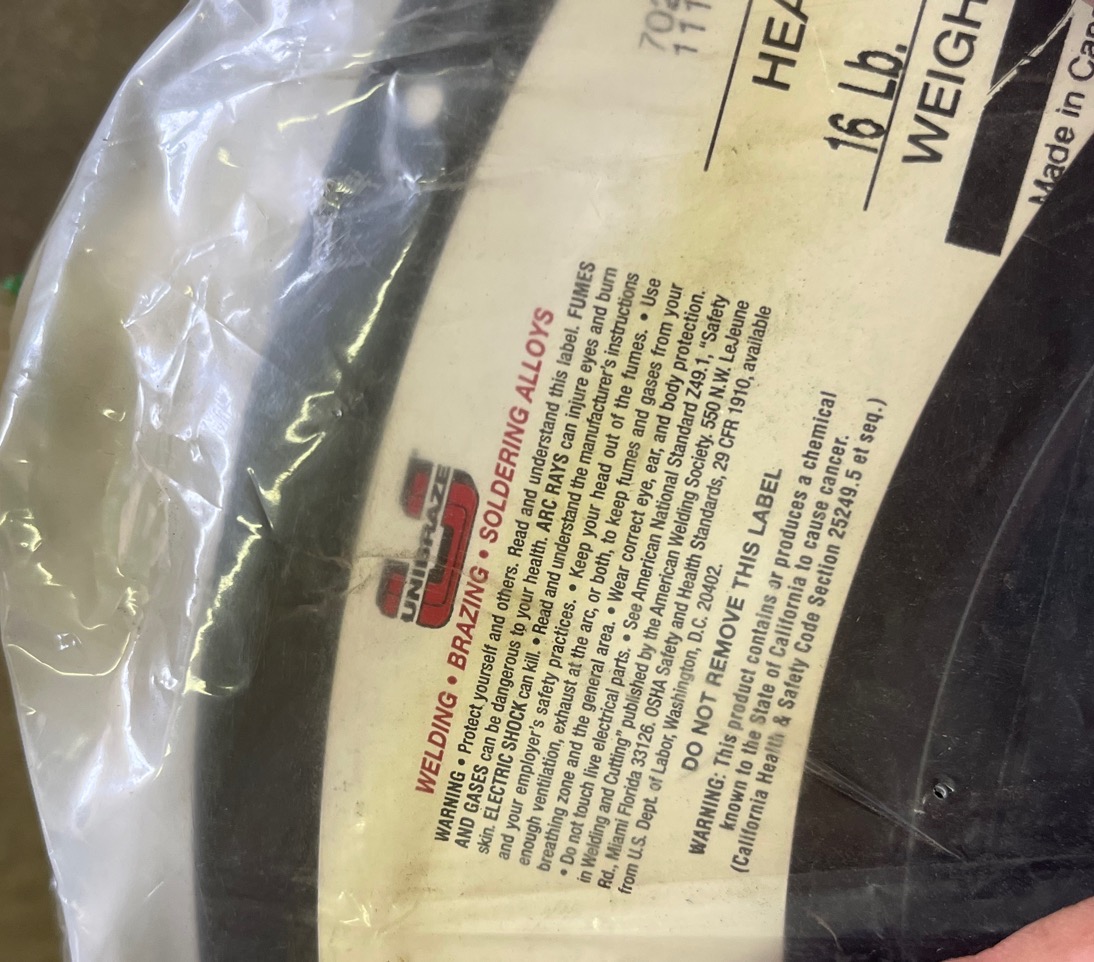 UNIBRAZE
WELDING • BRAZING • SOLDERING ALLOYS
WARNING • Protect yourself and others. Read and understand this label. FUMES
AND GASES can be dangerous to your health. ARC RAYS can injure eyes and burn
skin. ELECTRIC SHOCK can kill. • Read and understand the manufacturer's instructions
and your employer's safety practices. • Keep your head out of the fumes. • Use
enough ventilation, exhaust at the arc, or both, to keep fumes and gases from your
breathing zone and the general area. • Wear correct eye, ear, and body protection.
• Do not touch live electrical parts. • See American National Standard Z49.1, "Safety
in Welding and Cutting" published by the American Welding Society. 550 N.W. LeJeune
Rd., Miami Florida 33126, OSHA Safety and Health Standards, 29 CFR 1910, available
from U.S. Dept. of Labor, Washington, D.C. 20402.
DO NOT REMOVE THIS LABEL
WARNING: This product contains or produces a chemical
known to the State of California to cause cancer.
(California Health & Safety Code Section 25249.5 et seq.)
HEA
16 Lb.
WEIGH
Made in